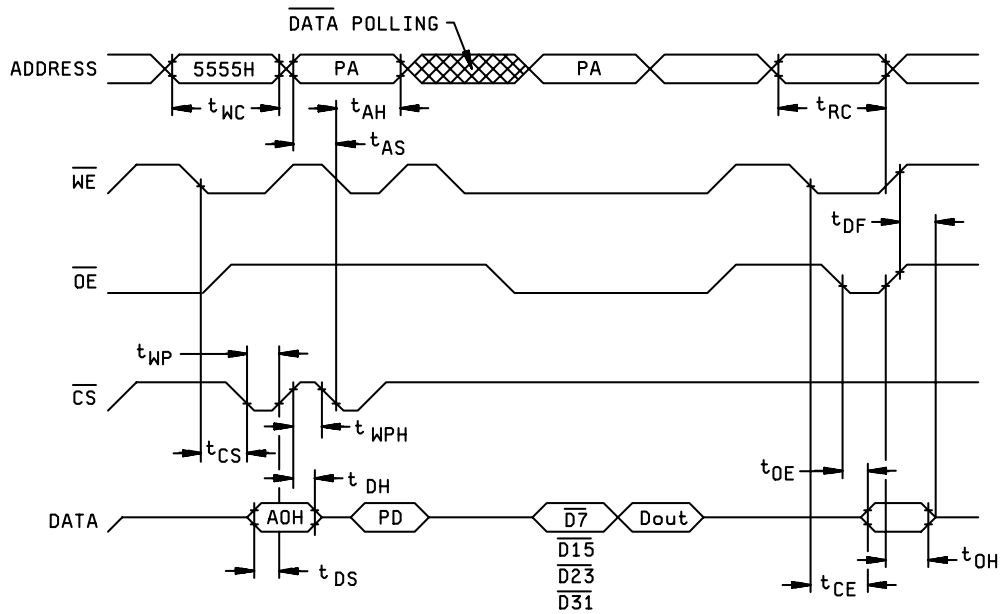 DATA POLLING
ADDRESS 5555H PA PA
tWC tAH tRC
tAS
WE
tDF
OE
tWP
CS
tWPH
tCS
tOE
tDH
DATA AOH PD D7 Dout
D15
tDS tOH
D23 tCE
D31